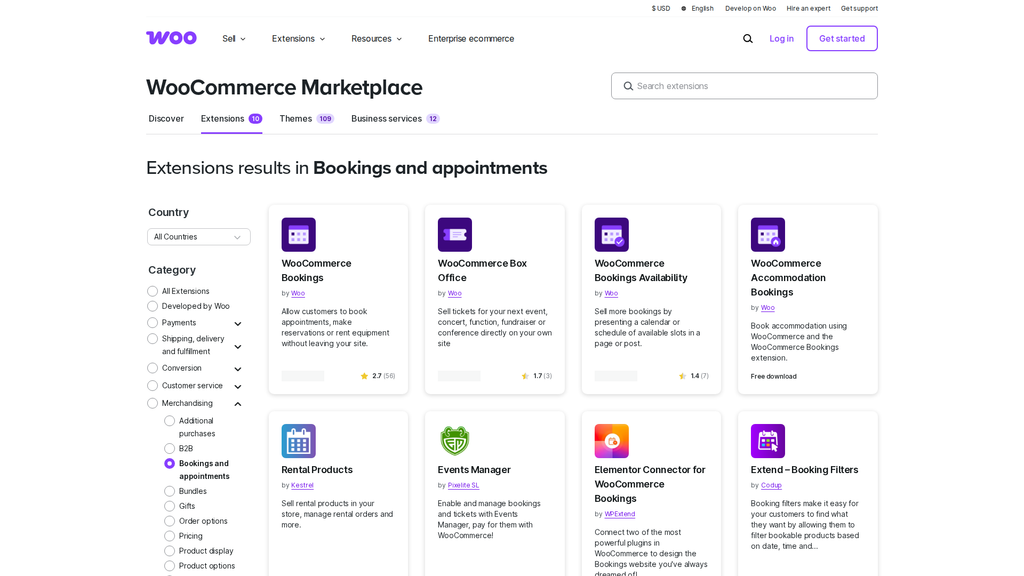 $ USD English Develop on Woo Hire an expert Get support
WOO Sell Extensions Resources Enterprise ecommerce Log in Get started
WooCommerce Marketplace
Search extensions
Discover Extensions 10 Themes 109 Business services 12
Extensions results in Bookings and appointments
Country
All Countries
Category
All Extensions
Developed by Woo
Payments
Shipping, delivery
and fulfillment
Conversion
Customer service
Merchandising
Additional
purchases
B2B
Bookings and
appointments
Bundles
Gifts
Order options
Pricing
Product display
Product options
WooCommerce
Bookings
by Woo
Allow customers to book
appointments, make
reservations or rent equipment
without leaving your site.
2.7 (56)
WooCommerce Box
Office
by Woo
Sell tickets for your next event,
concert, function, fundraiser or
conference directly on your own
site
1.7 (3)
WooCommerce
Bookings Availability
by Woo
Sell more bookings by
presenting a calendar or
schedule of available slots in a
page or post.
1.4 (7)
WooCommerce
Accommodation
Bookings
by Woo
Book accommodation using
WooCommerce and the
WooCommerce Bookings
extension.
Free download
Rental Products
by Kestrel
Sell rental products in your
store, manage rental orders and
more.
Events Manager
by Pixelite SL
Enable and manage bookings
and tickets with Events
Manager, pay for them with
WooCommerce!
Elementor Connector for
WooCommerce
Bookings
by WPExtend
Connect two of the most
powerful plugins in
WooCommerce to design the
Bookings website you've always
dreamed of!
Extend – Booking Filters
by Codup
Booking filters make it easy for
your customers to find what
they want by allowing them to
filter bookable products based
on date, time and...